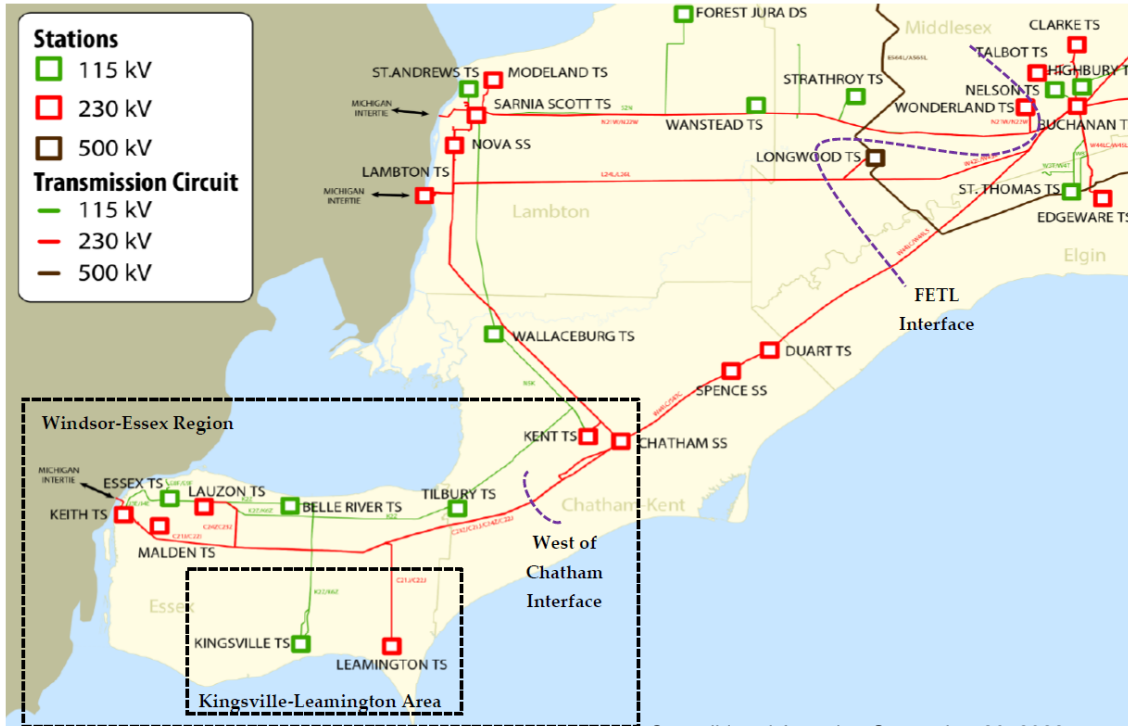 Stations
115 kV
230 kV
500 kV
Transmission Circuit
115 kV
230 kV
500 kV
FOREST JURA DS
Middlesex
CLARKE TS
TALBOT TS
HIGHBURY T
ST.ANDREWS TS
MODELAND TS
STRATHROY TS
NELSON TS
MICHIGAN
INTERTIE
SARNIA SCOTT TS
WANSTEAD TS
WONDERLAND TS
BUCHANAN T
NOVA SS
LONGWOOD TS
LAMBTON TS
MICHIGAN
INTERTIE
ST. THOMAS TS
EDGEWARE TS
Lambton
Elgin
FETL
Interface
WALLACEBURG TS
DUART TS
SPENCE SS
Windsor-Essex Region
KENT TS
CHATHAM SS
MICHIGAN
INTERTIE
ESSEX TS
LAUZON TS
BELLE RIVER TS
TILBURY TS
Chatham-Kent
KEITH TS
MALDEN TS
West of
Chatham
Interface
Essex
KINGSVILLE TS
LEAMINGTON TS
Kingsville-Leamington Area